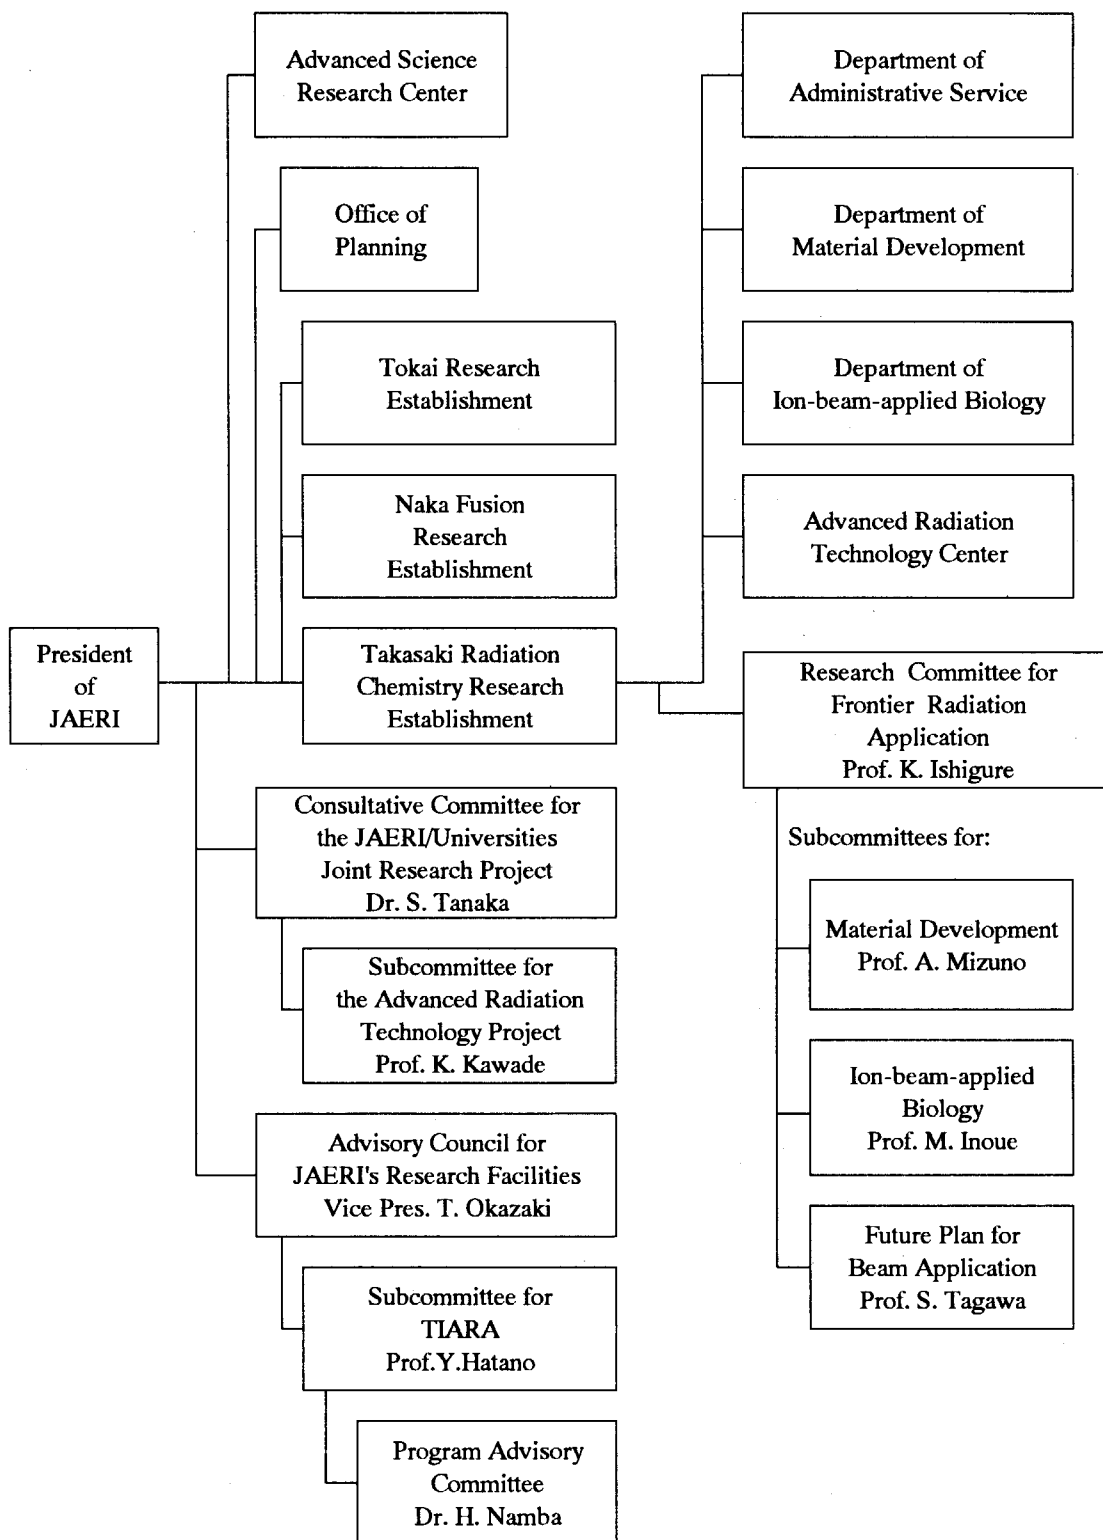 Advanced Science
Research Center
Office of
Planning
Tokai Research
Establishment
Naka Fusion
Research
Establishment
President
of
JAERI
Takasaki Radiation
Chemistry Research
Establishment
Consultative Committee for
the JAERI/Universities
Joint Research Project
Dr. S. Tanaka
Subcommittee for
the Advanced Radiation
Technology Project
Prof. K. Kawade
Advisory Council for
JAERI's Research Facilities
Vice Pres. T. Okazaki
Subcommittee for
TIARA
Prof.Y.Hatano
Program Advisory
Committee
Dr. H. Namba
Department of
Administrative Service
Department of
Material Development
Department of
Ion-beam-applied Biology
Advanced Radiation
Technology Center
Research Committee for
Frontier Radiation
Application
Prof. K. Ishigure
Subcommittees for:
Material Development
Prof. A. Mizuno
Ion-beam-applied
Biology
Prof. M. Inoue
Future Plan for
Beam Application
Prof. S. Tagawa